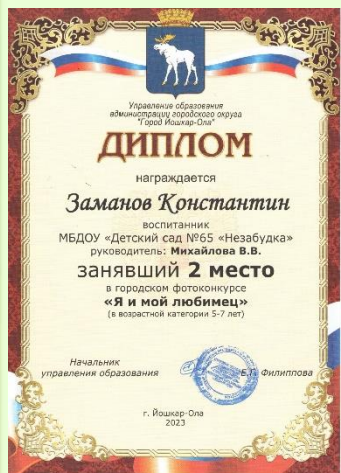 Управление образования
администрации городского округа
"Город Йошкар-Ола"
ДИПЛОМ
награждается
Заманов Константин
воспитанник
МБДОУ «Детский сад №65 «Незабудка»
руководитель: Михайлова В.В.
занявший 2 место
в городском фотоконкурсе
«Я и мой любимец»
(в возрастной категории 5-7 лет)
Начальник
управления образования Филиппова
г. Йошкар-Ола
2023